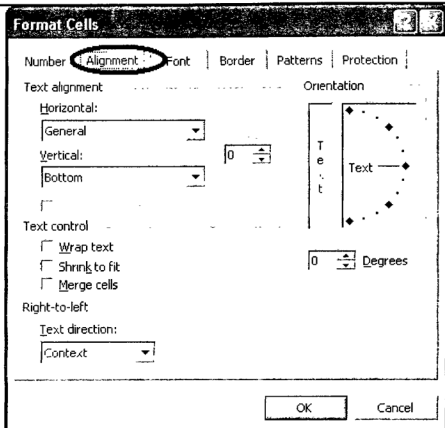 Format Cells
Number Alignment Font Border Patterns Protection
Text alignment
Orientation
Horizontal:
General
Vertical:
0
Bottom
Text
Text
Text control
Wrap text
Shrink to fit
Merge cells
0 Degrees
Right-to-left
Text direction:
Context
OK Cancel